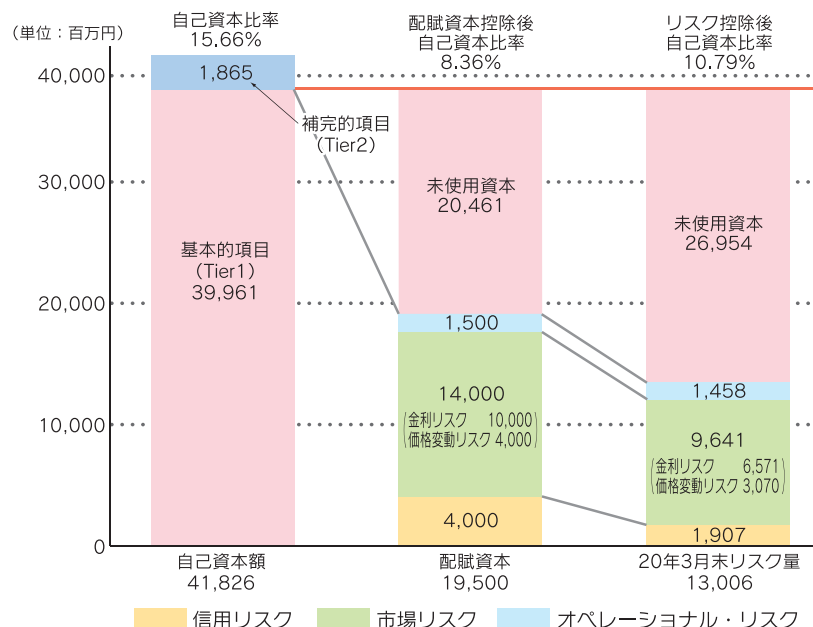 （単位：百万円）
自己資本比率
15.66%
配賦資本控除後
自己資本比率
8.36%
リスク控除後
自己資本比率
10.79%
40,000
30,000
20,000
10,000
0
1,865
補完的項目
（Tier2）
基本的項目
（Tier1）
39,961
未使用資本
20,461
1,500
14,000
（金利リスク 10,000
価格変動リスク 4,000）
4,000
未使用資本
26,954
1,458
9,641
（金利リスク 6,571
価格変動リスク 3,070）
1,907
自己資本額
41,826
配賦資本
19,500
20年3月末リスク量
13,006
信用リスク 市場リスク オペレーショナル・リスク